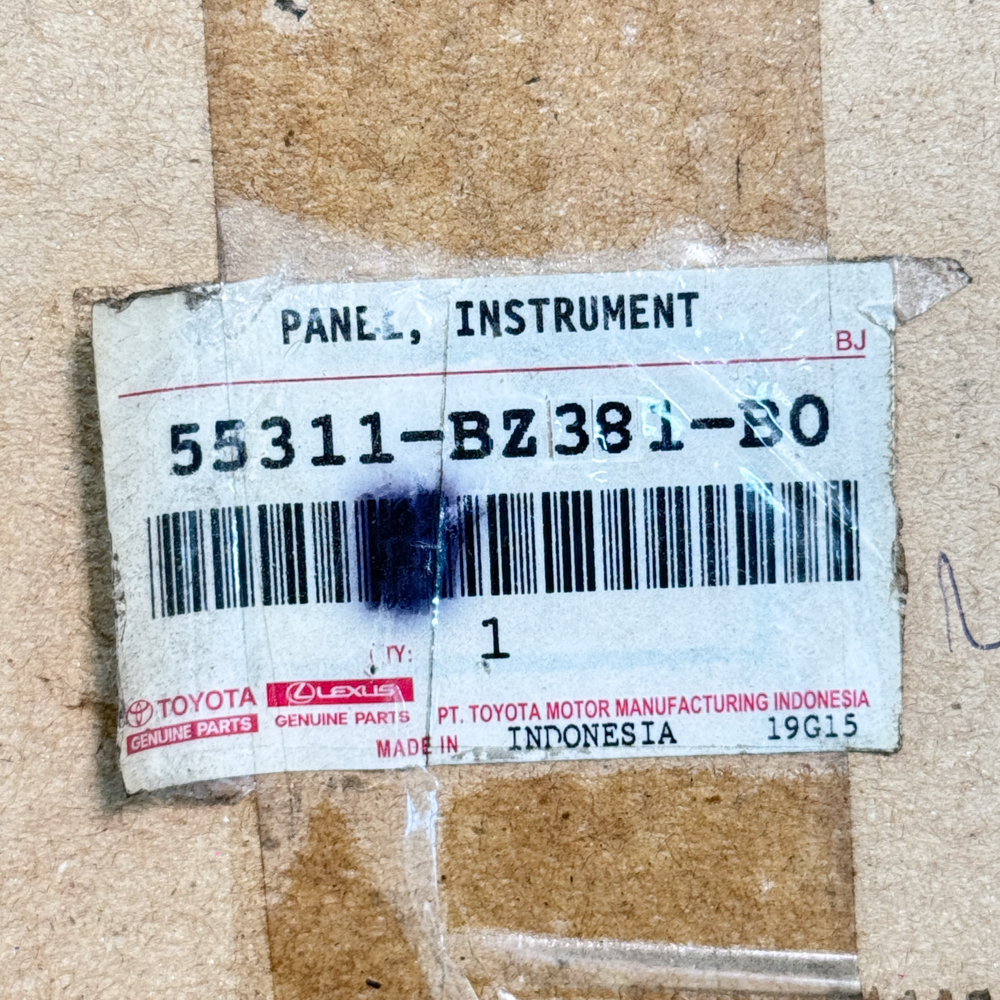 PANEL, INSTRUMENT
BJ
55311-BZ381-B0
1
QTY:
TOYOTA
GENUINE PARTS
LEXUS
GENUINE PARTS
PT. TOYOTA MOTOR MANUFACTURING INDONESIA
MADE IN INDONESIA 19G15